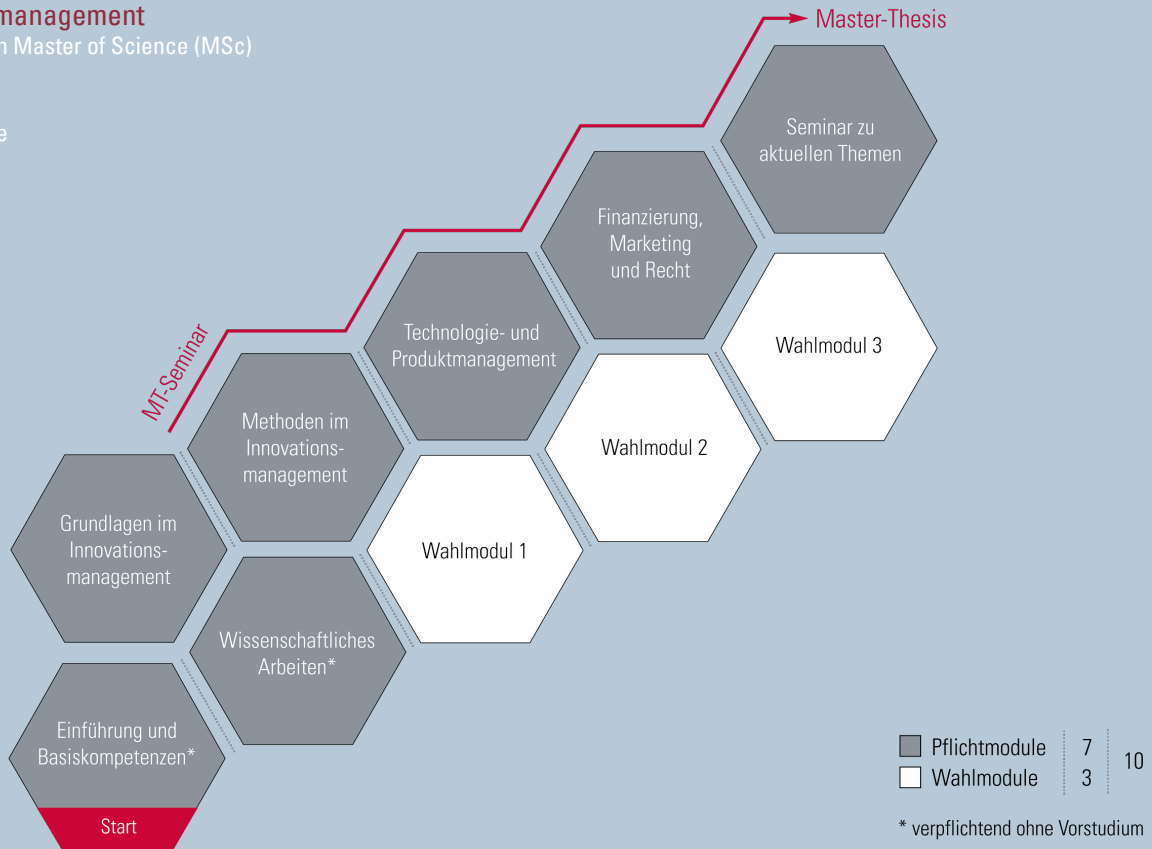 management
Master of Science (MSc)
Master-Thesis
Seminar zu
aktuellen Themen
Finanzierung,
Marketing
und Recht
Technologie- und
Produktmanagement
Wahlmodul 3
MT-Seminar
Methoden im
Innovations-
management
Wahlmodul 2
Grundlagen im
Innovations-
management
Wahlmodul 1
Wissenschaftliches
Arbeiten*
Einführung und
Basiskompetenzen*
Start
Pflichtmodule 7
Wahlmodule 3
10
* verpflichtend ohne Vorstudium